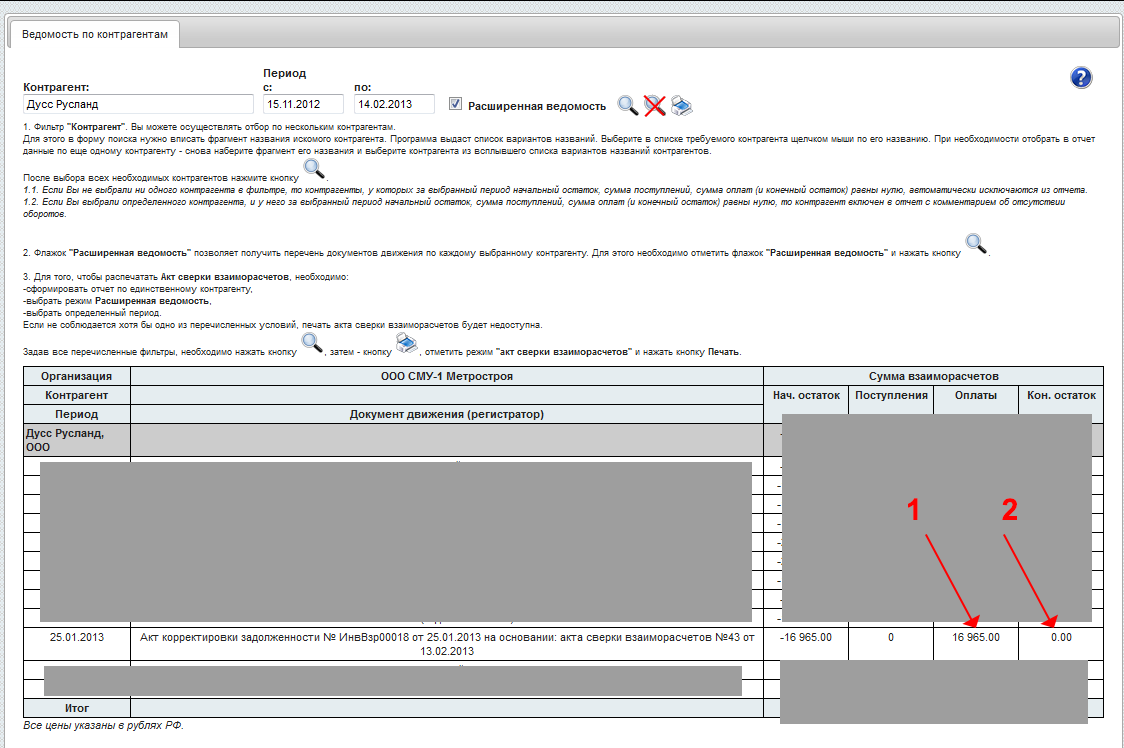 Ведомость по контрагентам
Период
Контрагент: с: по:
Дусс Русланд 15.11.2012 14.02.2013 Расширенная ведомость
1. Фильтр "Контрагент". Вы можете осуществлять отбор по нескольким контрагентам.
Для этого в форму поиска нужно вписать фрагмент названия искомого контрагента. Программа выдаст список вариантов названий. Выберите в списке требуемого контрагента щелчком мыши по его названию. При необходимости отобрать в отчет
данные по еще одному контрагенту - снова наберите фрагмент его названия и выберите контрагента из всплывшего списка вариантов названий контрагентов.
После выбора всех необходимых контрагентов нажмите кнопку .
1.1. Если Вы не выбрали ни одного контрагента в фильтре, то контрагенты, у которых за выбранный период начальный остаток, сумма поступлений, сумма оплат (и конечный остаток) равны нулю, автоматически исключаются из отчета.
1.2. Если Вы выбрали определенного контрагента, и у него за выбранный период начальный остаток, сумма поступлений, сумма оплат (и конечный остаток) равны нулю, то контрагент включен в отчет с комментарием об отсутствии
оборотов.
2. Флажок "Расширенная ведомость" позволяет получить перечень документов движения по каждому выбранному контрагенту. Для этого необходимо отметить флажок "Расширенная ведомость" и нажать кнопку .
3. Для того, чтобы распечатать Акт сверки взаиморасчетов, необходимо:
-сформировать отчет по единственному контрагенту,
-выбрать режим Расширенная ведомость,
-выбрать определенный период.
Если не соблюдается хотя бы одно из перечисленных условий, печать акта сверки взаиморасчетов будет недоступна.
Задав все перечисленные фильтры, необходимо нажать кнопку , затем - кнопку , отметить режим "акт сверки взаиморасчетов" и нажать кнопку Печать.
Организация ООО СМУ-1 Метростроя Сумма взаиморасчетов
Контрагент Нач. остаток Поступления Оплаты Кон. остаток
Период Документ движения (регистратор)
Дусс Русланд,
ООО
1 2
25.01.2013 Акт корректировки задолженности № ИнвВзр00018 от 25.01.2013 на основании: акта сверки взаиморасчетов №43 от -16 965.00 0 16 965.00 0.00
13.02.2013
Итог
Все цены указаны в рублях РФ.